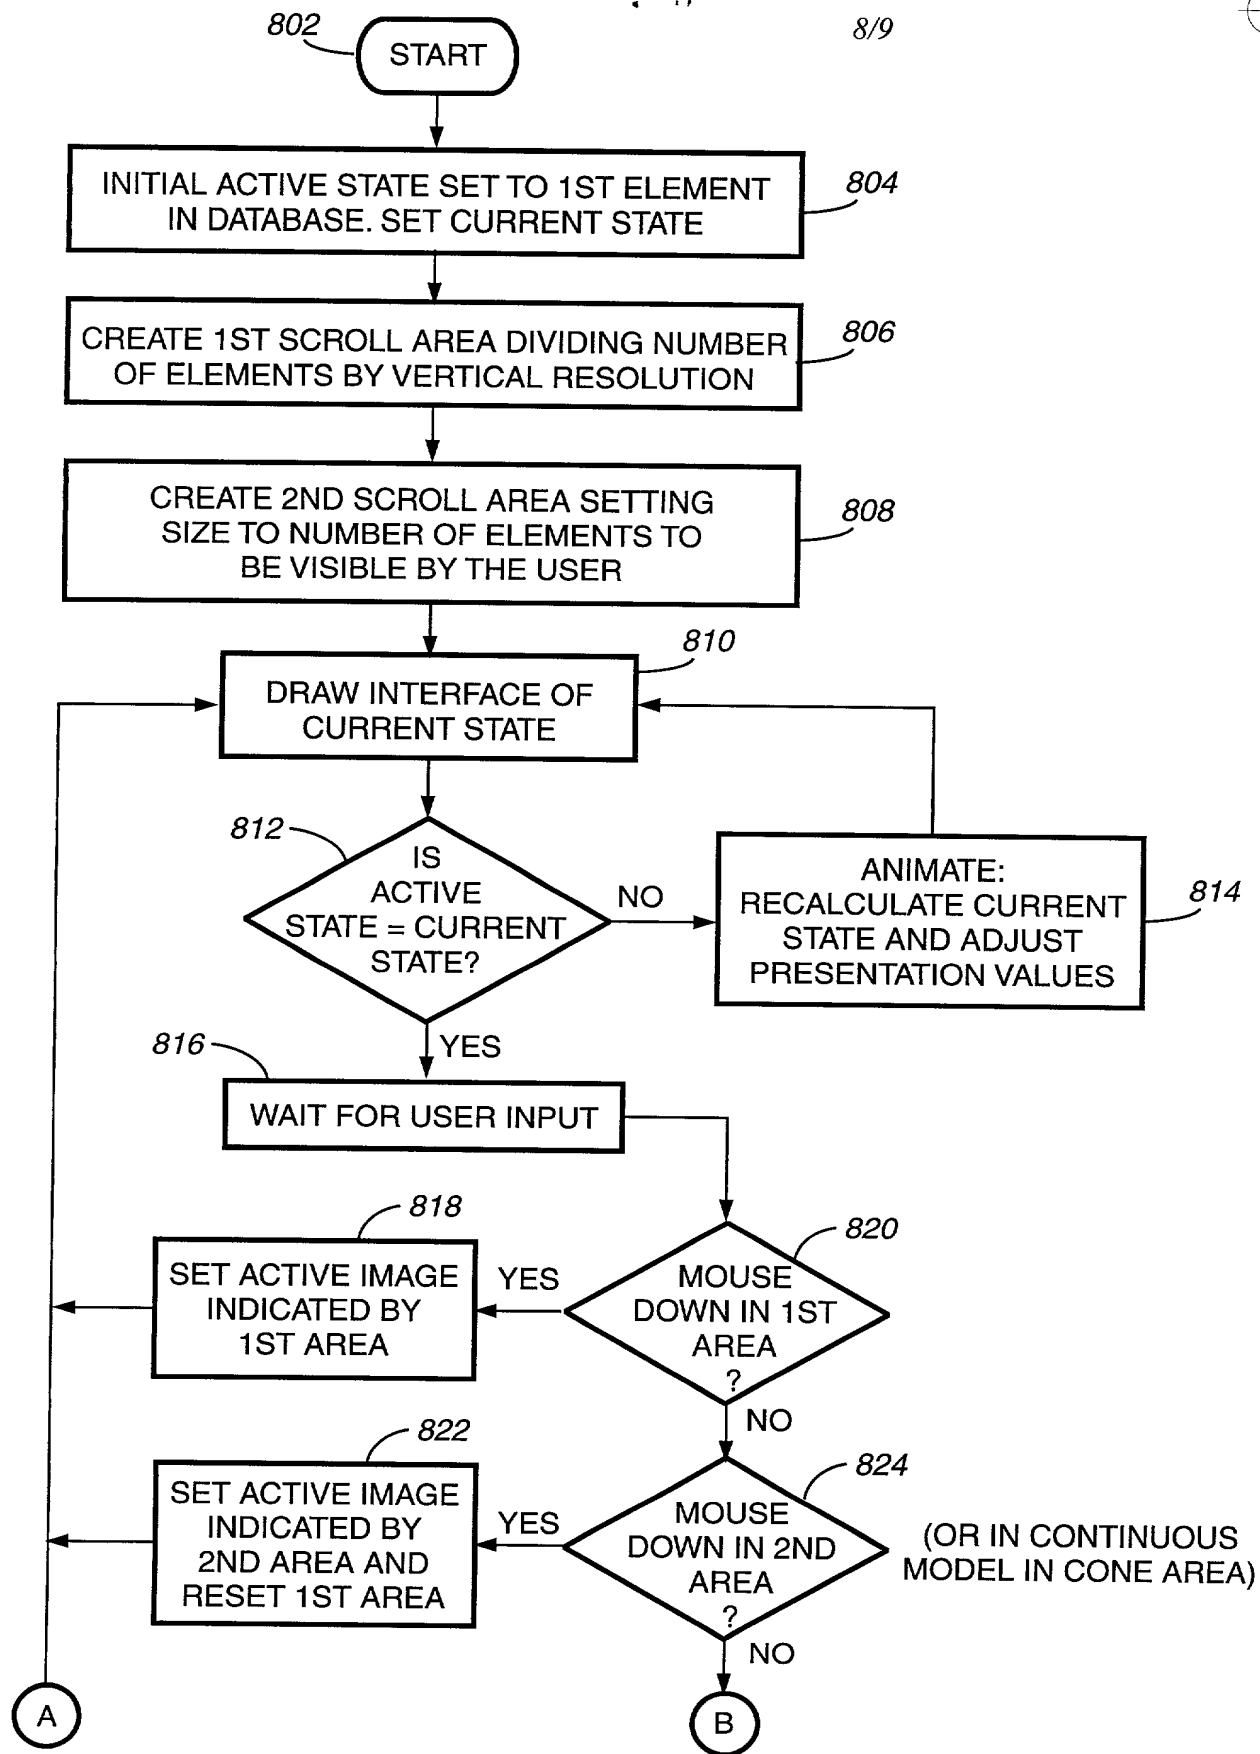 8/9
802
START
INITIAL ACTIVE STATE SET TO 1ST ELEMENT
IN DATABASE. SET CURRENT STATE
804
CREATE 1ST SCROLL AREA DIVIDING NUMBER
OF ELEMENTS BY VERTICAL RESOLUTION
806
CREATE 2ND SCROLL AREA SETTING
SIZE TO NUMBER OF ELEMENTS TO
BE VISIBLE BY THE USER
808
810
DRAW INTERFACE OF
CURRENT STATE
812
IS
ACTIVE
STATE = CURRENT
STATE?
NO
ANIMATE:
RECALCULATE CURRENT
STATE AND ADJUST
PRESENTATION VALUES
814
YES
816
WAIT FOR USER INPUT
818
SET ACTIVE IMAGE
INDICATED BY
1ST AREA
YES
820
MOUSE
DOWN IN 1ST
AREA
?
NO
822
SET ACTIVE IMAGE
INDICATED BY
2ND AREA AND
RESET 1ST AREA
YES
824
MOUSE
DOWN IN 2ND
AREA
?
(OR IN CONTINUOUS
MODEL IN CONE AREA)
NO
A
B